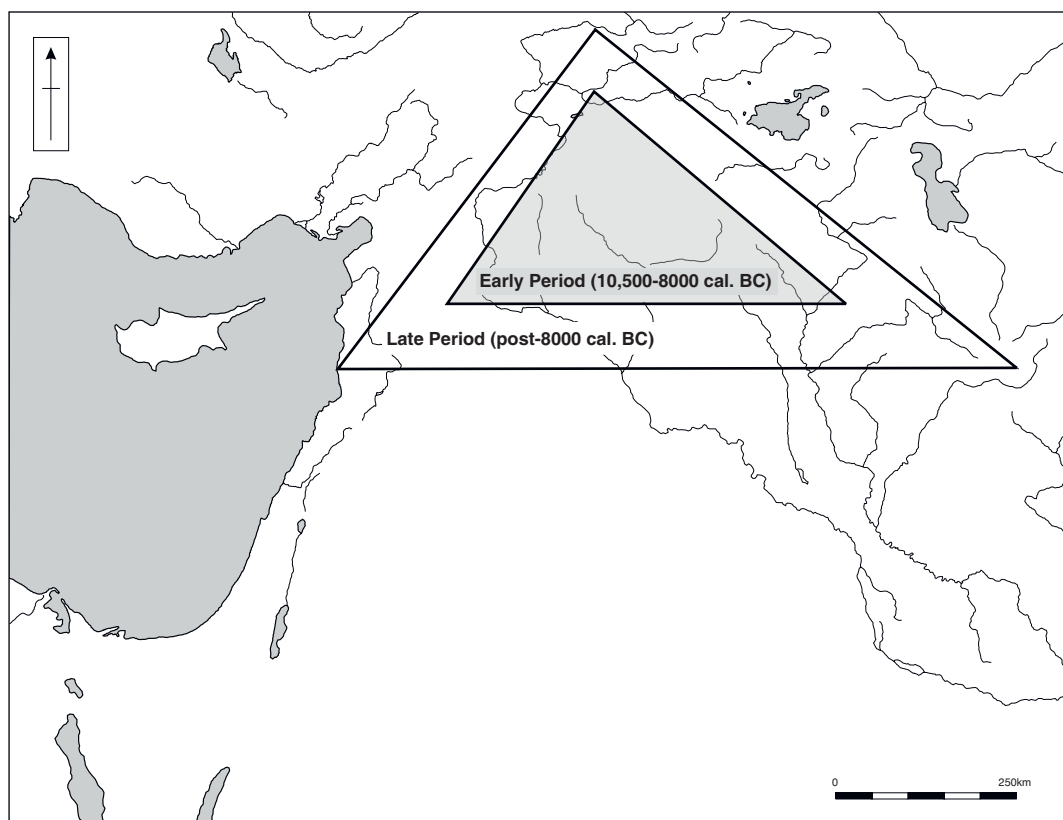 Early Period (10,500-8000 cal. BC)
Late Period (post-8000 cal. BC)
0 250km